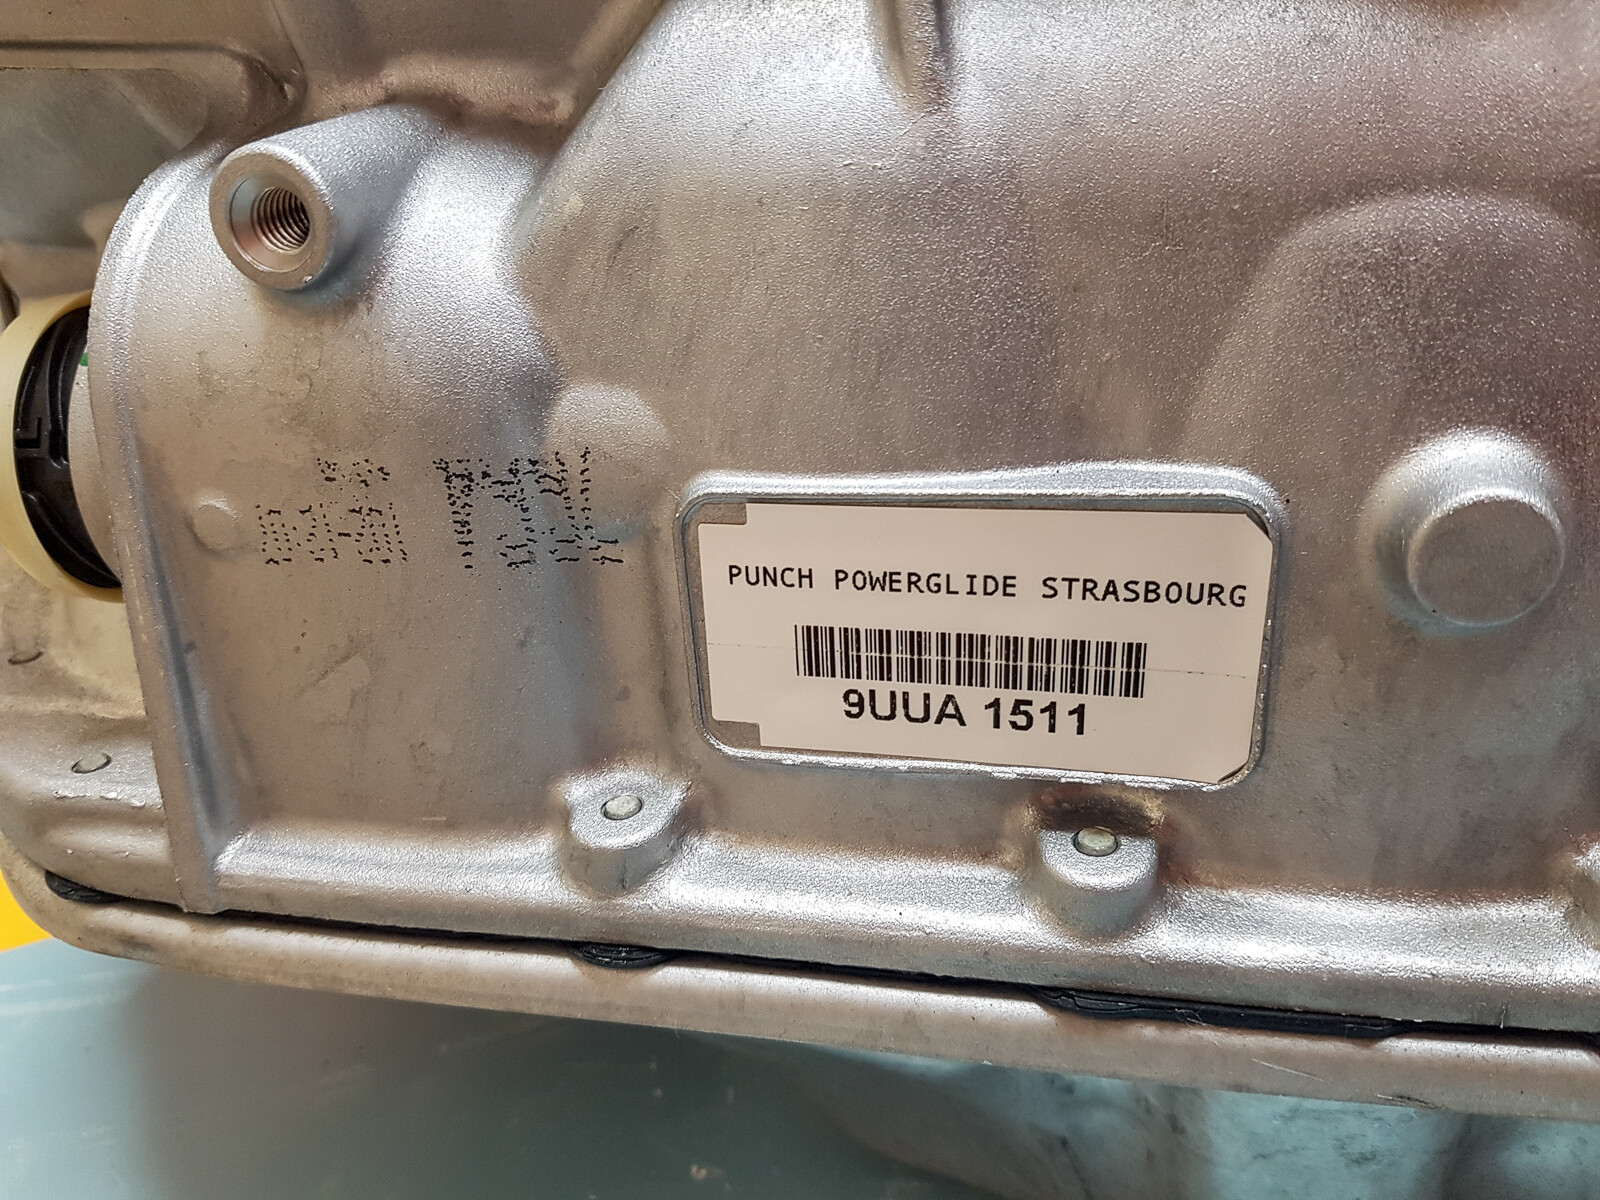 PUNCH POWERGLIDE STRASBOURG
9UUA 1511